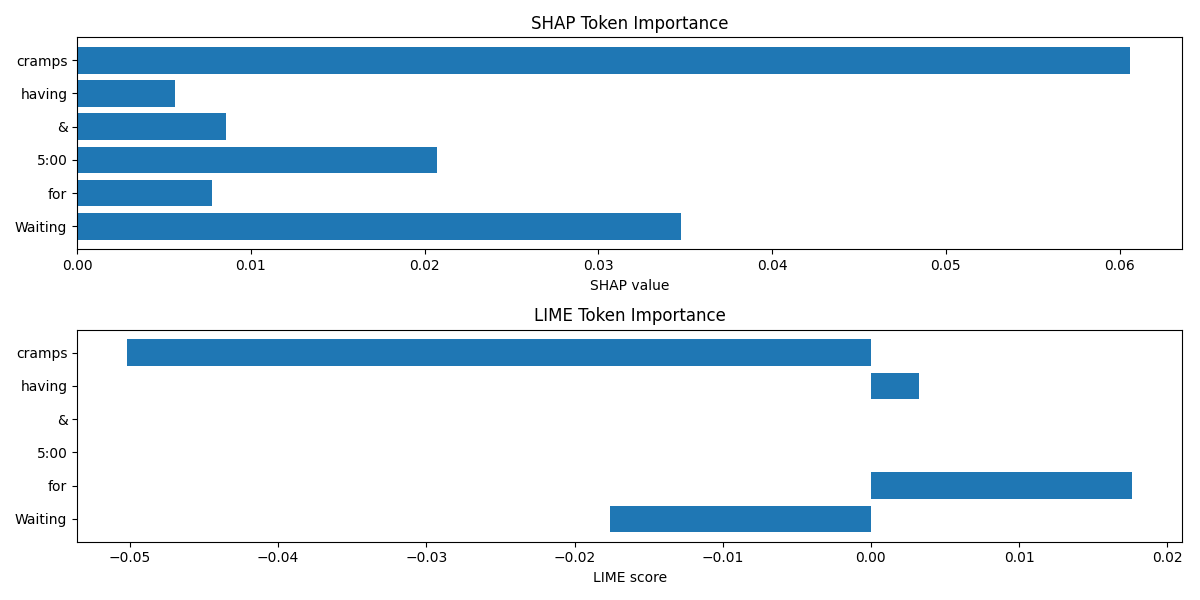 SHAP Token Importance
cramps
having
&
5:00
for
Waiting
0.00 0.01 0.02 0.03 0.04 0.05 0.06
SHAP value
LIME Token Importance
cramps
having
&
5:00
for
Waiting
−0.05 −0.04 −0.03 −0.02 −0.01 0.00 0.01 0.02
LIME score